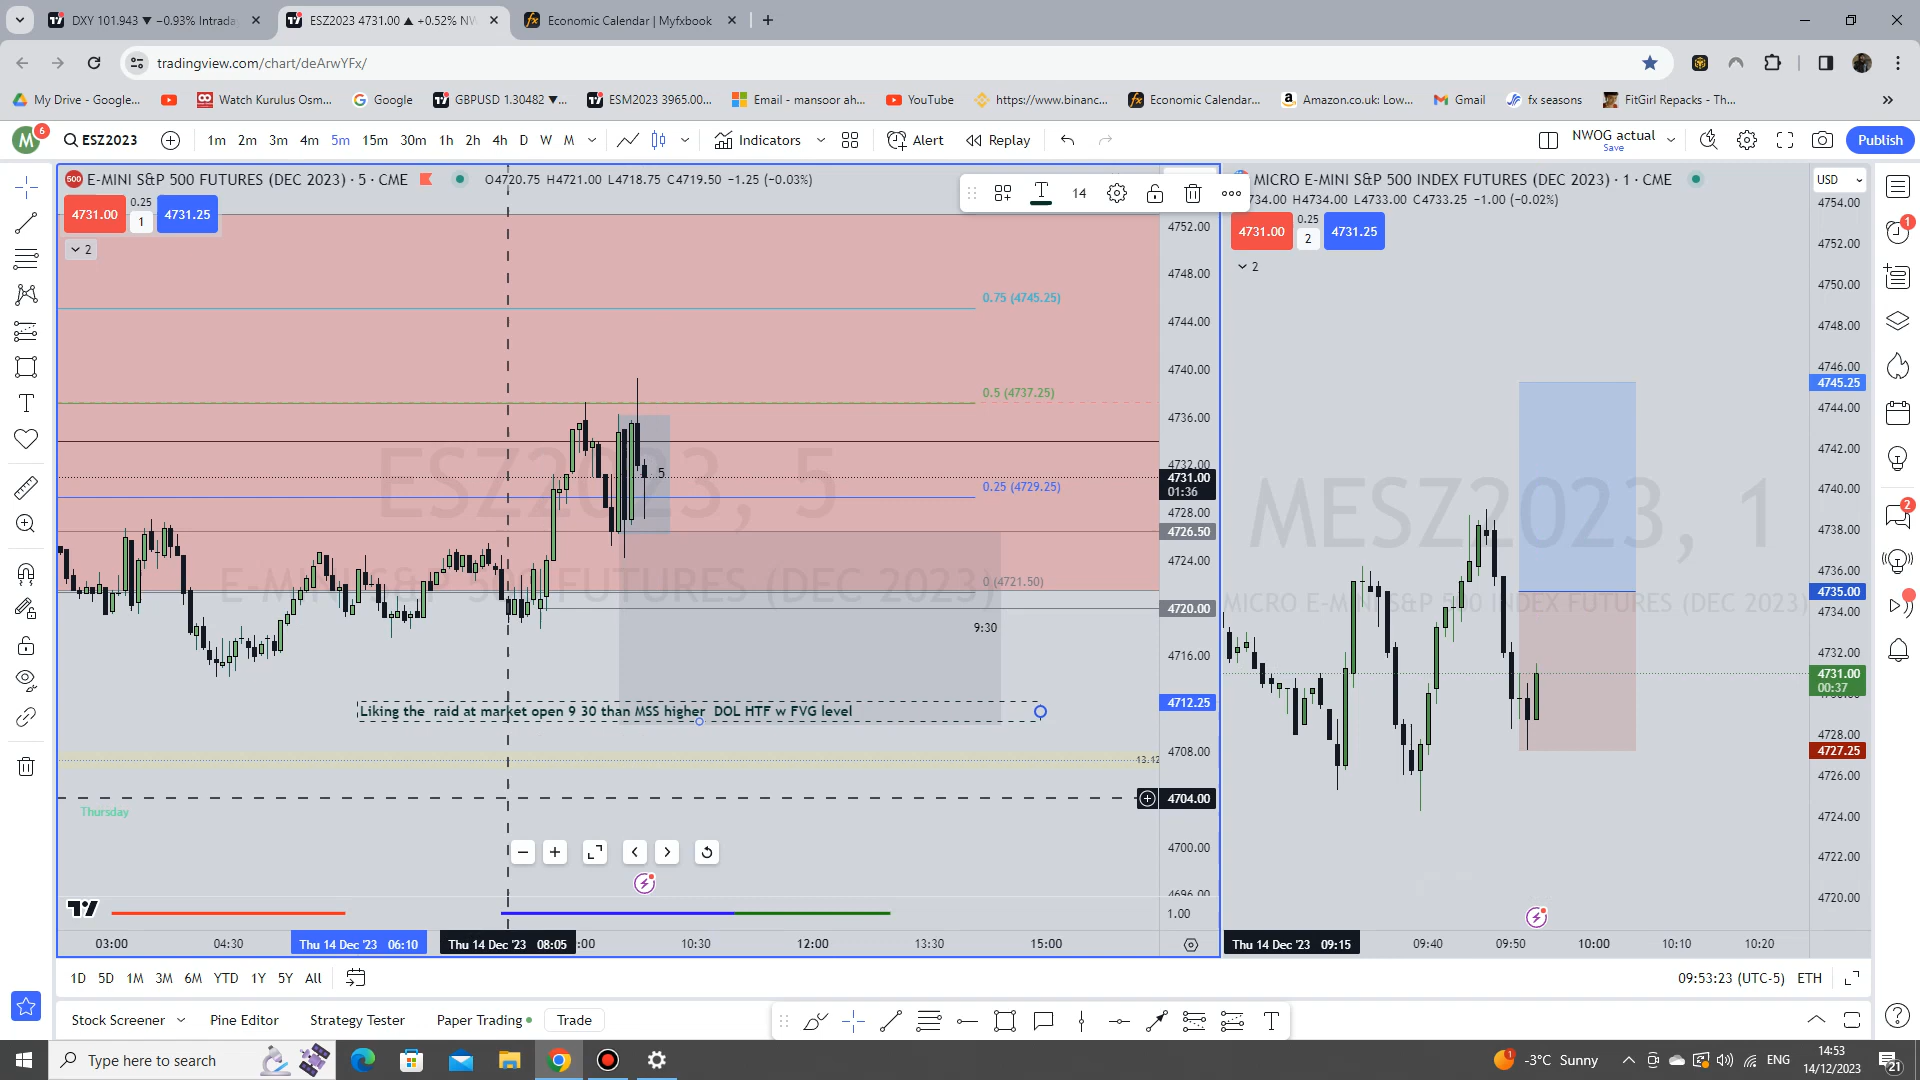 DXY 101.943 ▼ −0.93% Intrada
ESZ2023 4731.00 ▲ +0.52% NW
Economic Calendar | Myfxbook
tradingview.com/chart/deArwYFx/
My Drive - Google...
Watch Kurulus Osm...
Google
GBPUSD 1.30482 ▼...
ESM2023 3965.00...
Email - mansoor ah...
YouTube
https://www.binanc...
Economic Calendar...
Amazon.co.uk: Low...
Gmail
fx seasons
FitGirl Repacks - Th...
M 6
ESZ2023
1m 2m 3m 4m 5m 15m 30m 1h 2h 4h D W M
Indicators
Alert
Replay
NWOG actual
Save
Publish
500 E-MINI S&P 500 FUTURES (DEC 2023) · 5 · CME
O4720.75 H4721.00 L4718.75 C4719.50 −1.25 (−0.03%)
4731.00 0.25 1 4731.25
2
14
0.75 (4745.25)
0.5 (4737.25)
0.25 (4729.25)
0 (4721.50)
5
9:30
ESZ2023, 5
E-MINI S&P 500 FUTURES (DEC 2023)
Liking the raid at market open 9 30 than MSS higher DOL HTF w FVG level
Thursday
4752.00
4748.00
4744.00
4740.00
4736.00
4732.00
4731.00
01:36
4728.00
4726.50
4724.00
4720.00
4716.00
4712.25
4708.00
4704.00
4700.00
4696.00
1.00
03:00
04:30
Thu 14 Dec '23 06:10
Thu 14 Dec '23 08:05
:00
10:30
12:00
13:30
15:00
MICRO E-MINI S&P 500 INDEX FUTURES (DEC 2023) · 1 · CME
USD
734.00 H4734.00 L4733.00 C4733.25 −1.00 (−0.02%)
4731.00 0.25 2 4731.25
2
MESZ2023, 1
MICRO E-MINI S&P 500 INDEX FUTURES (DEC 2023)
4754.00
4752.00
4750.00
4748.00
4746.00
4745.25
4744.00
4742.00
4740.00
4738.00
4736.00
4735.00
4734.00
4732.00
4731.00
00:37
4728.00
4727.25
4726.00
4724.00
4722.00
4720.00
Thu 14 Dec '23 09:15
09:40
09:50
10:00
10:10
10:20
1
2
1D 5D 1M 3M 6M YTD 1Y 5Y All
09:53:23 (UTC-5) ETH
Stock Screener
Pine Editor
Strategy Tester
Paper Trading
Trade
Type here to search
1
-3°C Sunny
ENG
14:53
14/12/2023
21